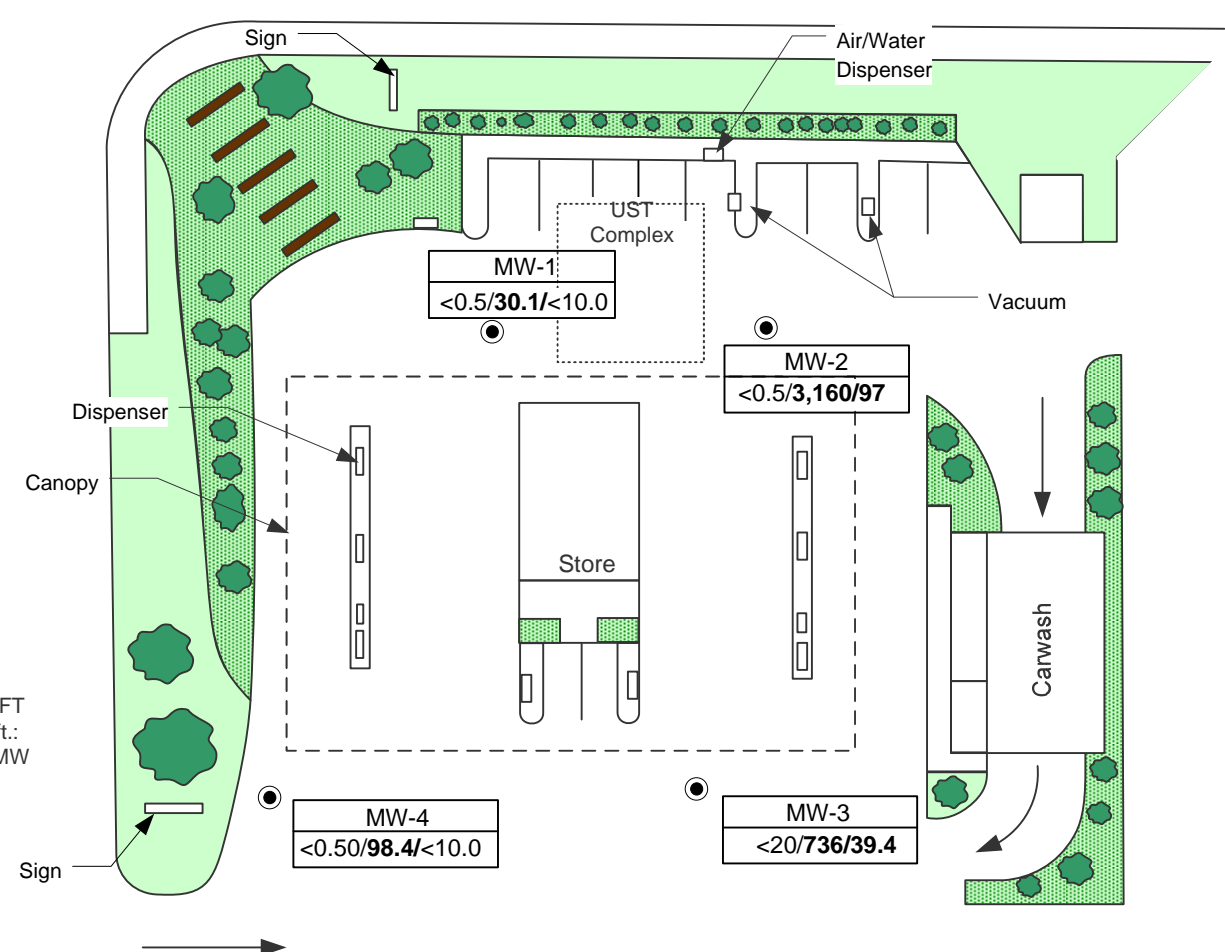 Sign
Air/Water
Dispenser
UST
Complex
MW-1
<0.5/30.1/<10.0
Vacuum
MW-2
<0.5/3,160/97
Dispenser
Canopy
Store
Carwash
FT
ft.:
MW
MW-4
<0.50/98.4/<10.0
MW-3
<20/736/39.4
Sign